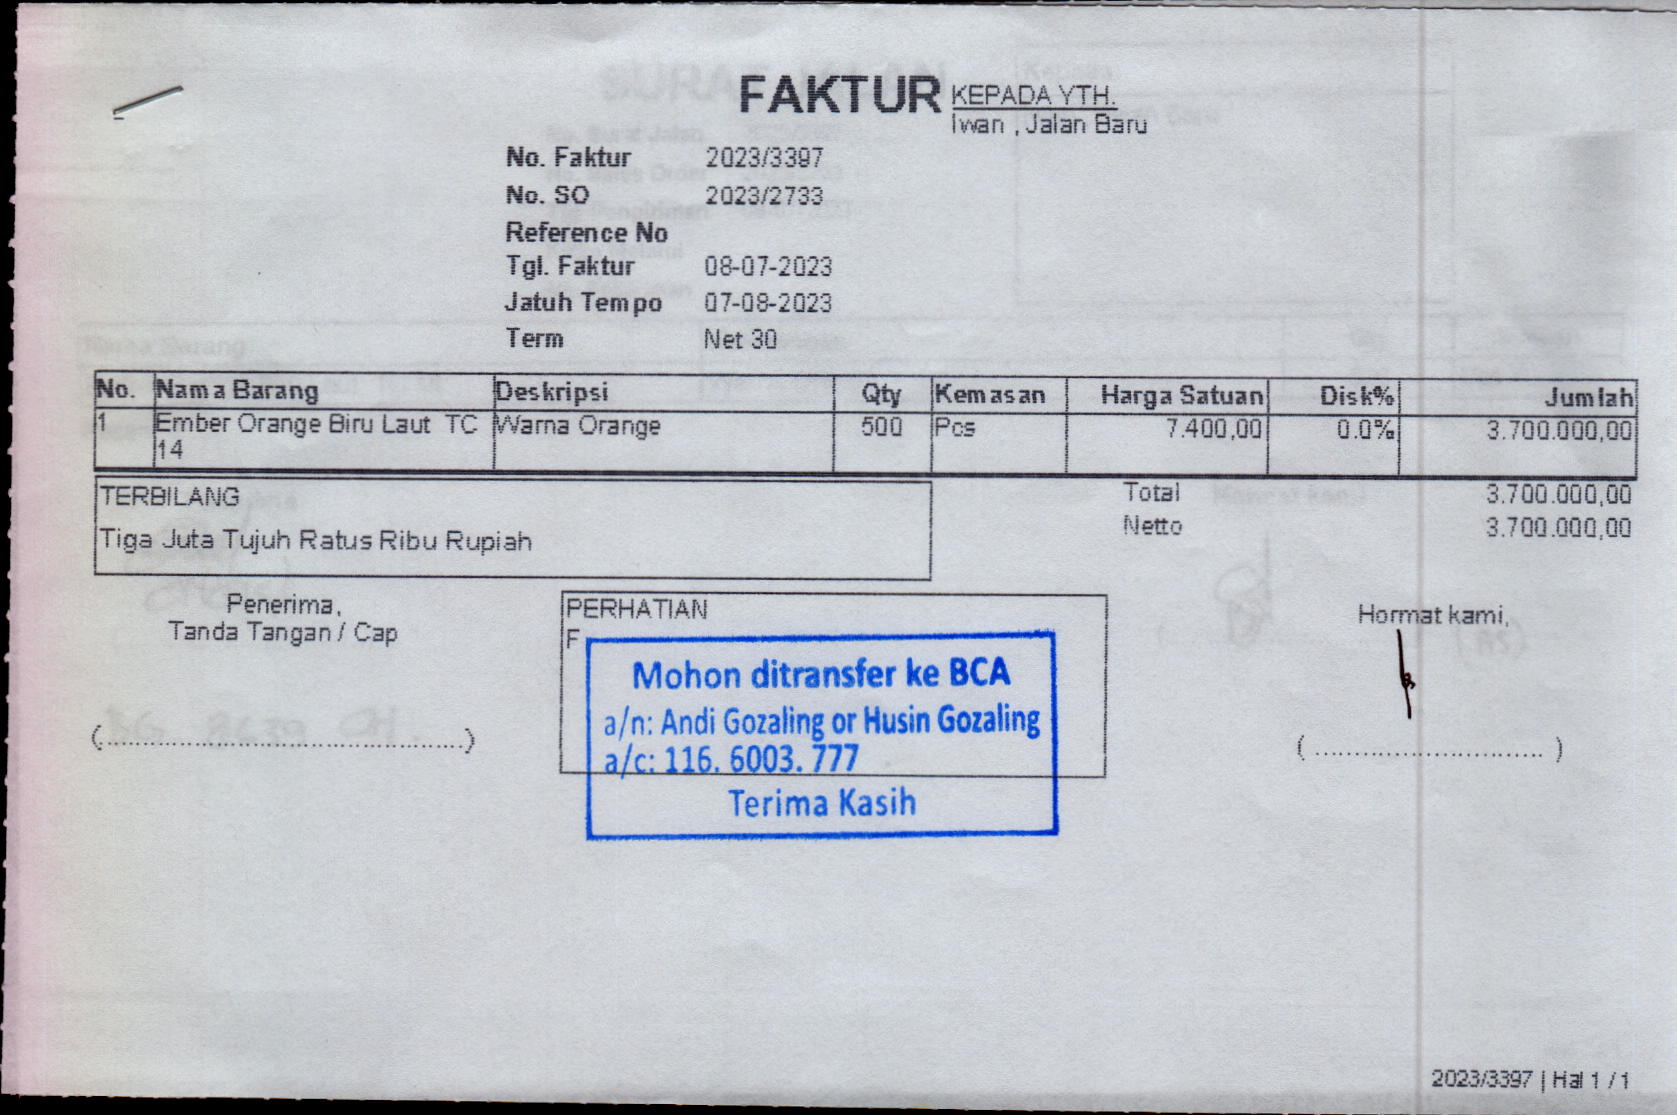 FAKTUR
KEPADA YTH.
Iwan , Jalan Baru
No. Faktur 2023/3397
No. SO 2023/2733
Reference No
Tgl. Faktur 08-07-2023
Jatuh Tempo 07-08-2023
Term Net 30
No. Nama Barang Deskripsi Qty Kemasan Harga Satuan Disk% Jumlah
1 Ember Orange Biru Laut TC Warna Orange 500 Pcs 7.400,00 0.0% 3.700.000,00
14
TERBILANG
Tiga Juta Tujuh Ratus Ribu Rupiah
Total 3.700.000,00
Netto 3.700.000,00
Penerima,
Tanda Tangan / Cap
(................................................)
PERHATIAN
F
Mohon ditransfer ke BCA
a/n: Andi Gozaling or Husin Gozaling
a/c: 116. 6003. 777
Terima Kasih
Hormat kami,
( .............................. )
2023/3397 | Hal 1 / 1